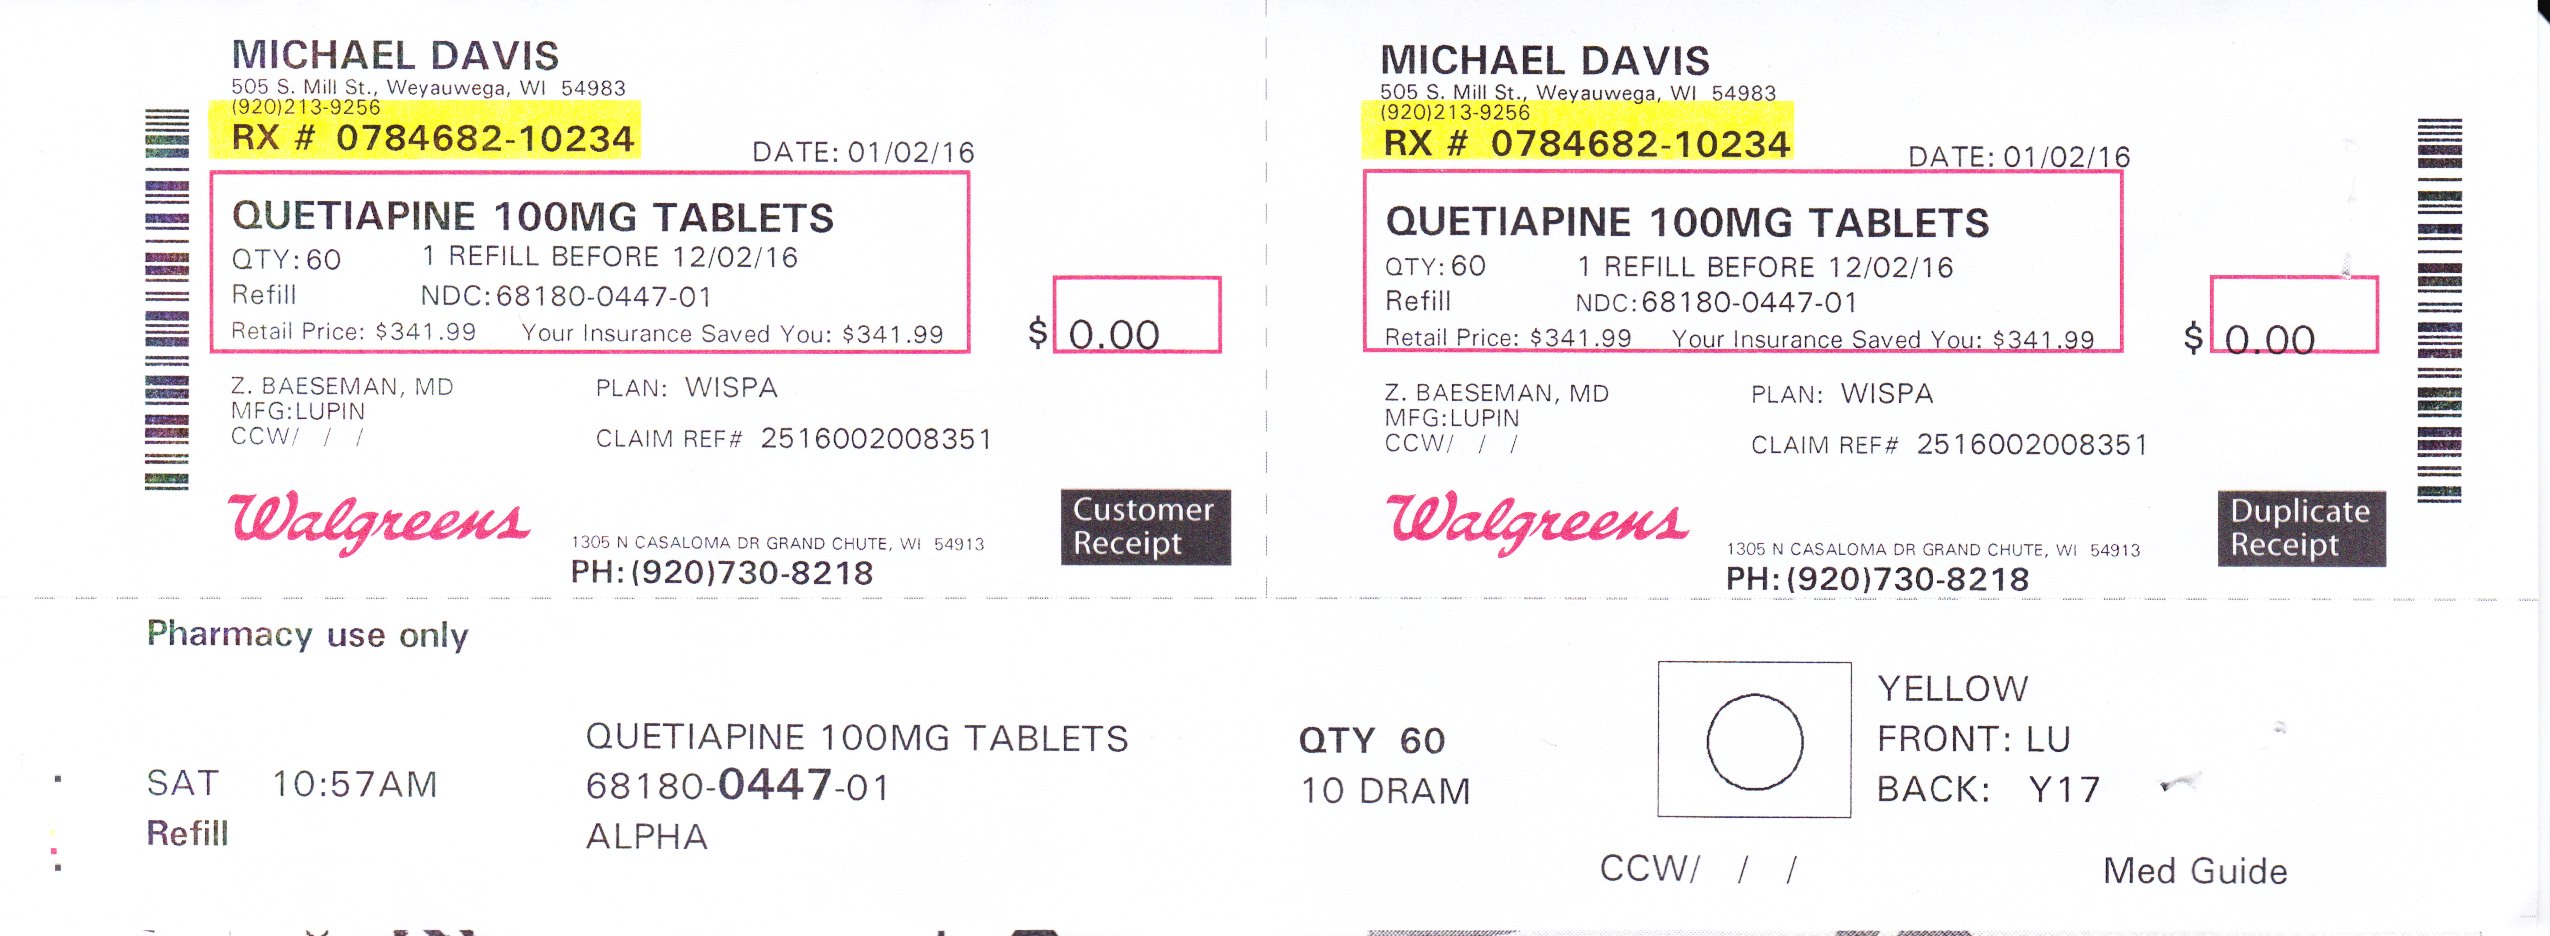 MICHAEL DAVIS
505 S. Mill St., Weyauwega, WI 54983
(920)213-9256
RX # 0784682-10234
DATE: 01/02/16
QUETIAPINE 100MG TABLETS
QTY: 60 1 REFILL BEFORE 12/02/16
Refill NDC: 68180-0447-01
Retail Price: $341.99 Your Insurance Saved You: $341.99
$ 0.00
Z. BAESEMAN, MD PLAN: WISPA
MFG:LUPIN
CCW/ / / CLAIM REF# 2516002008351
Walgreens
Customer
Receipt
1305 N CASALOMA DR GRAND CHUTE, WI 54913
PH: (920)730-8218
MICHAEL DAVIS
505 S. Mill St., Weyauwega, WI 54983
(920)213-9256
RX # 0784682-10234
DATE: 01/02/16
QUETIAPINE 100MG TABLETS
QTY: 60 1 REFILL BEFORE 12/02/16
Refill NDC: 68180-0447-01
Retail Price: $341.99 Your Insurance Saved You: $341.99
$ 0.00
Z. BAESEMAN, MD PLAN: WISPA
MFG:LUPIN
CCW/ / / CLAIM REF# 2516002008351
Walgreens
Duplicate
Receipt
1305 N CASALOMA DR GRAND CHUTE, WI 54913
PH: (920)730-8218
Pharmacy use only
QUETIAPINE 100MG TABLETS
SAT 10:57AM 68180-0447-01
Refill ALPHA
QTY 60
10 DRAM
YELLOW
FRONT: LU
BACK: Y17
CCW/ / / Med Guide